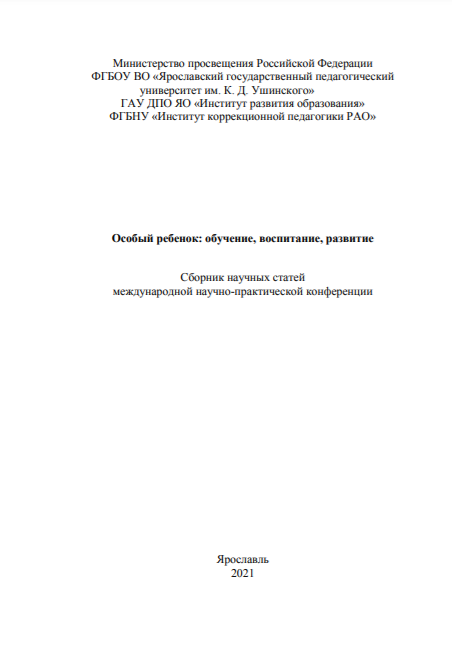 Министерство просвещения Российской Федерации
ФГБОУ ВО «Ярославский государственный педагогический
университет им. К. Д. Ушинского»
ГАУ ДПО ЯО «Институт развития образования»
ФГБНУ «Институт коррекционной педагогики РАО»
Особый ребенок: обучение, воспитание, развитие
Сборник научных статей
международной научно-практической конференции
Ярославль
2021